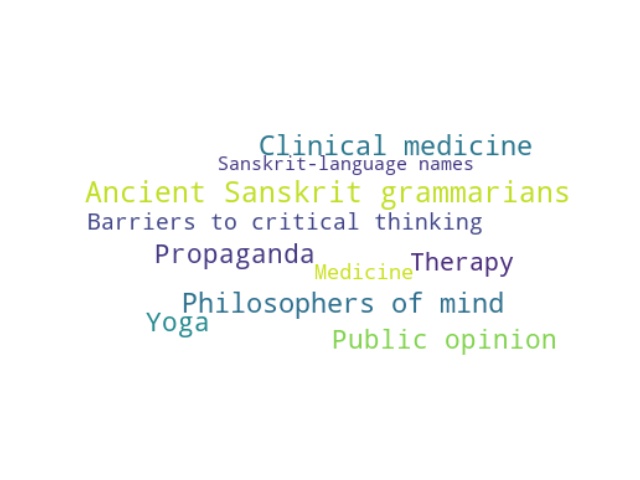 Clinical medicine
Sanskrit-language names
Ancient Sanskrit grammarians
Barriers to critical thinking
Propaganda
Therapy
Medicine
Philosophers of mind
Yoga
Public opinion